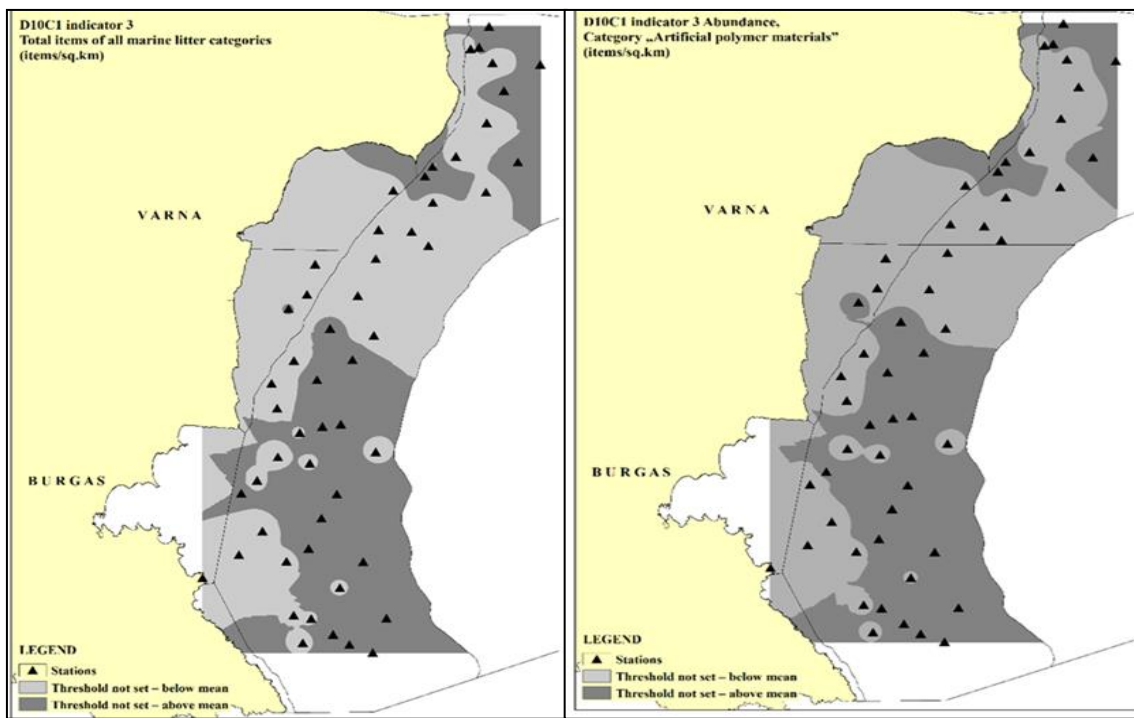 D10C1 indicator 3
Total items of all marine litter categories
(items/sq.km)
VARNA
BURGAS
LEGEND
Stations
Threshold not set – below mean
Threshold not set – above mean
D10C1 indicator 3 Abundance,
Category „Artificial polymer materials”
(items/sq.km)
VARNA
BURGAS
LEGEND
Stations
Threshold not set – below mean
Threshold not set – above mean